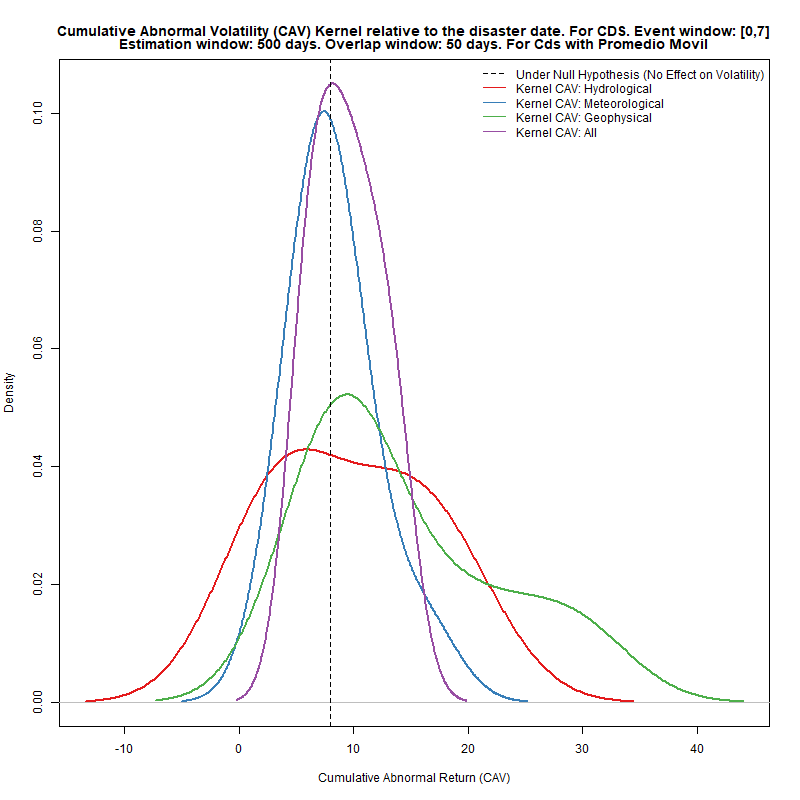 Cumulative Abnormal Volatility (CAV) Kernel relative to the disaster date. For CDS. Event window: [0,7]
Estimation window: 500 days. Overlap window: 50 days. For Cds with Promedio Movil
Under Null Hypothesis (No Effect on Volatility)
Kernel CAV: Hydrological
Kernel CAV: Meteorological
Kernel CAV: Geophysical
Kernel CAV: All
Density
0.10
0.08
0.06
0.04
0.02
0.00
-10 0 10 20 30 40
Cumulative Abnormal Return (CAV)